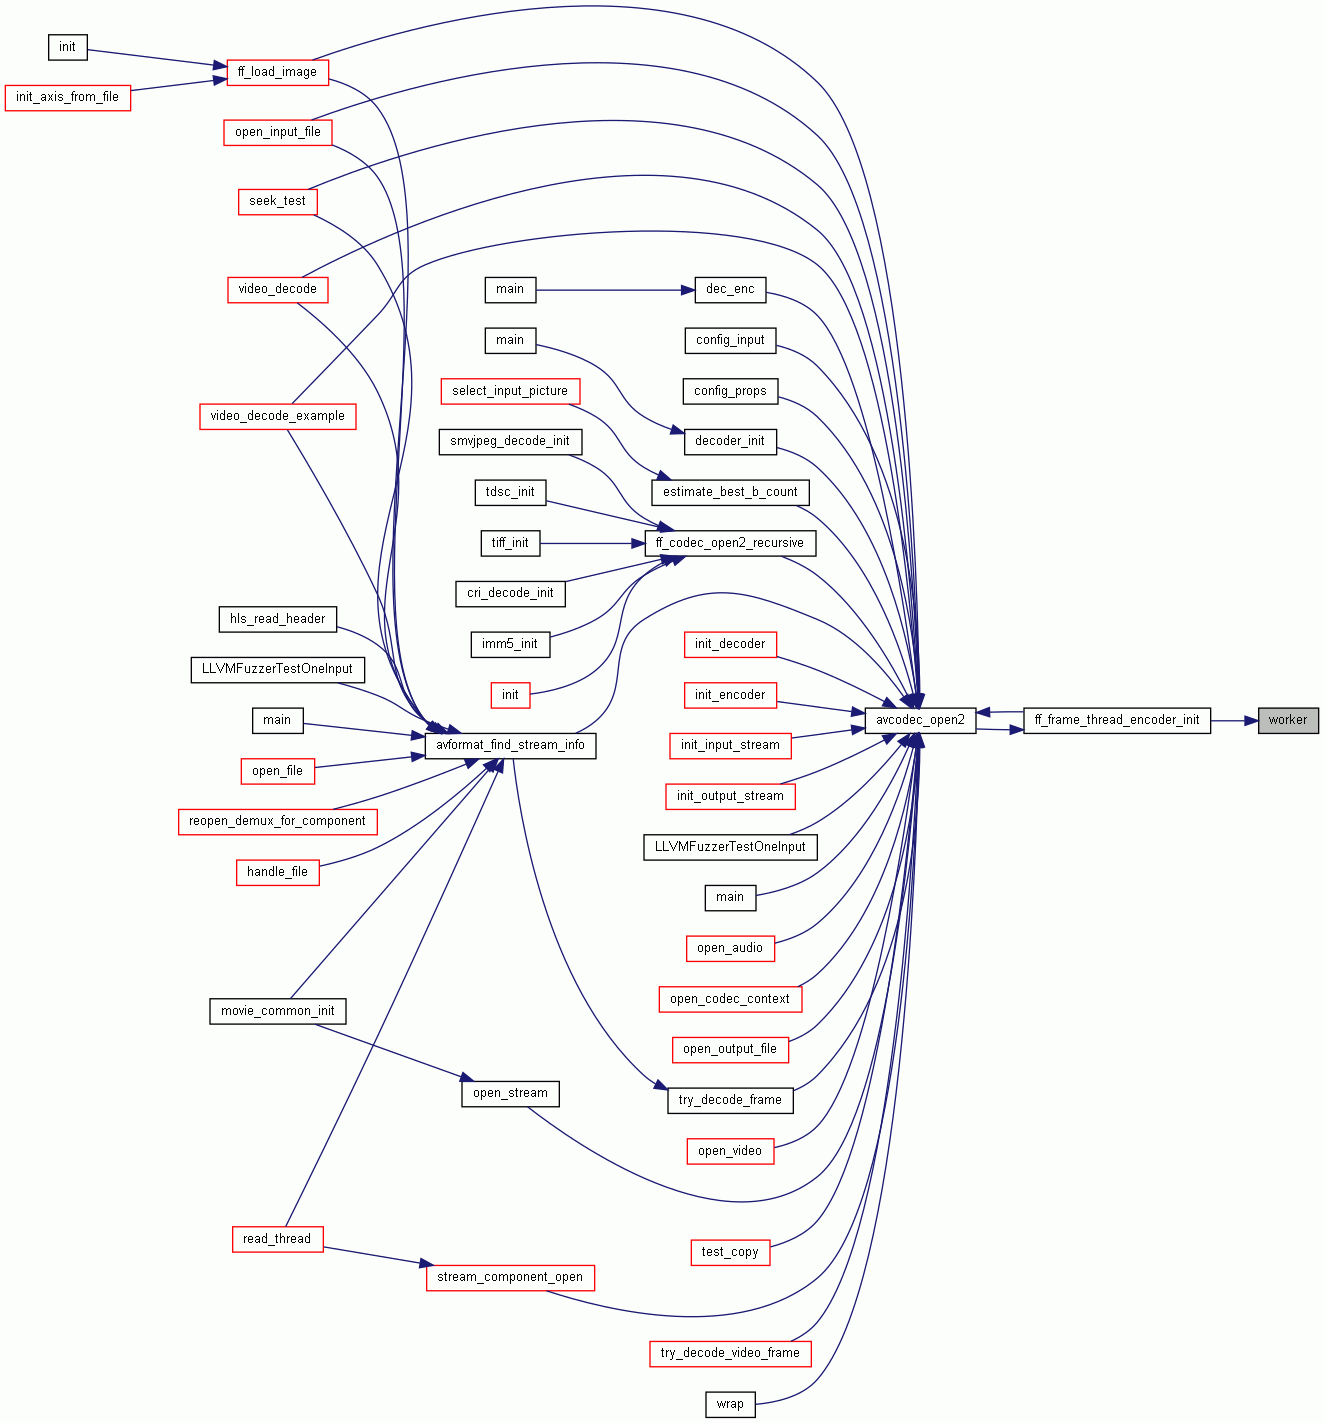 init
ff_load_image
init_axis_from_file
open_input_file
seek_test
video_decode
main
dec_enc
main
config_input
select_input_picture
config_props
video_decode_example
smvjpeg_decode_init
decoder_init
tdsc_init
estimate_best_b_count
tiff_init
ff_codec_open2_recursive
cri_decode_init
hls_read_header
imm5_init
init_decoder
LLVMFuzzerTestOneInput
init
init_encoder
main
avcodec_open2
ff_frame_thread_encoder_init
worker
avformat_find_stream_info
init_input_stream
open_file
init_output_stream
reopen_demux_for_component
LLVMFuzzerTestOneInput
handle_file
main
open_audio
movie_common_init
open_codec_context
open_output_file
open_stream
try_decode_frame
open_video
read_thread
test_copy
stream_component_open
try_decode_video_frame
wrap